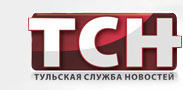 ТСН
ТУЛЬСКАЯ СЛУЖБА НОВОСТЕЙ